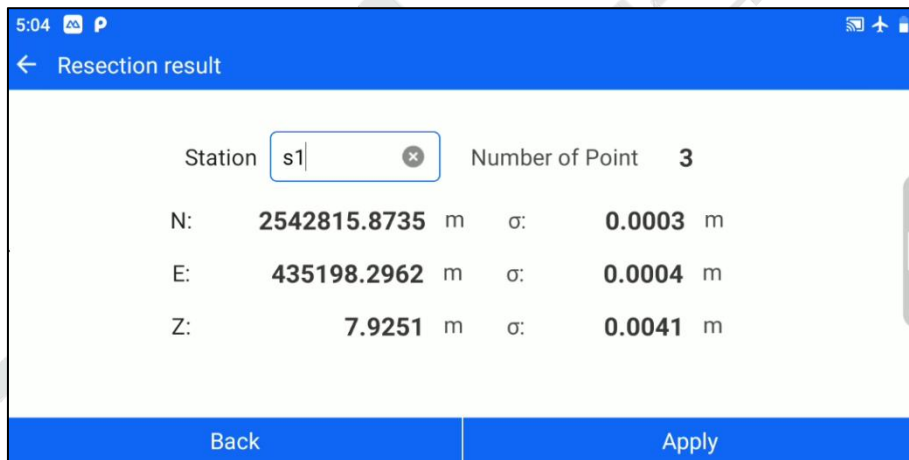 5:04
← Resection result
Station s1 Number of Point 3
N: 2542815.8735 m σ: 0.0003 m
E: 435198.2962 m σ: 0.0004 m
Z: 7.9251 m σ: 0.0041 m
Back Apply